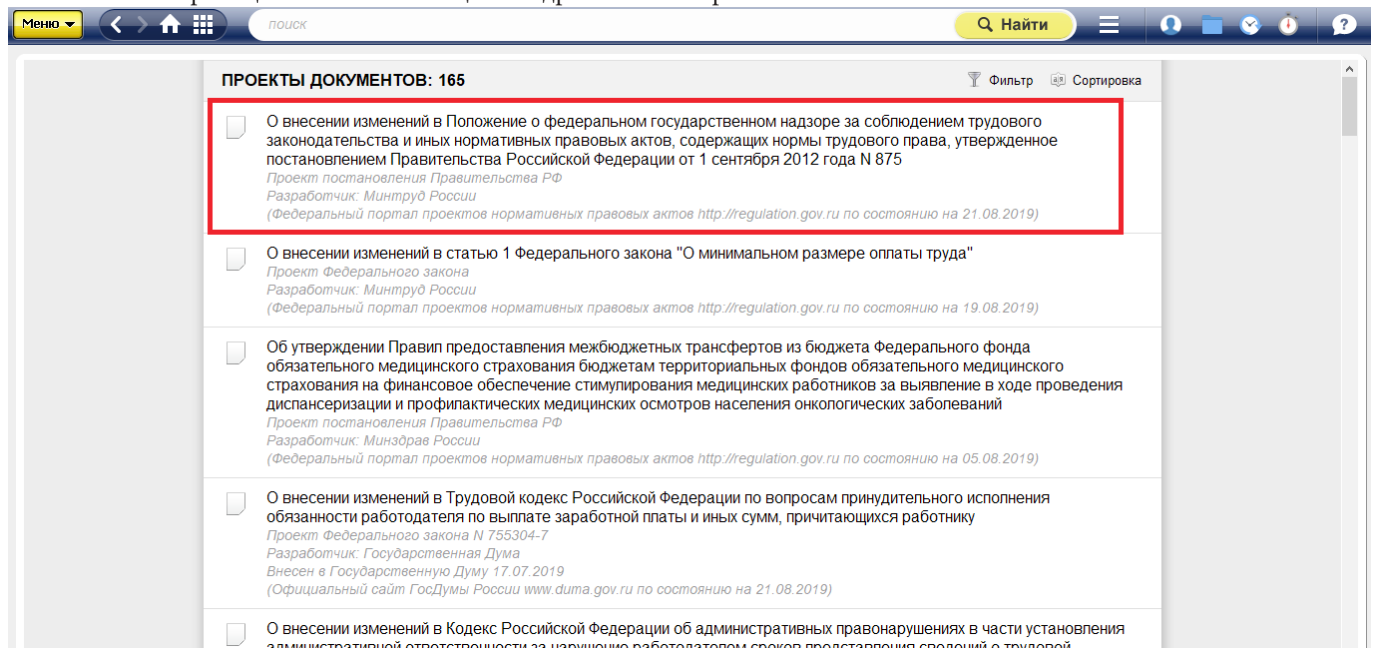 Меню
поиск
Найти
ПРОЕКТЫ ДОКУМЕНТОВ: 165
Фильтр
Сортировка
О внесении изменений в Положение о федеральном государственном надзоре за соблюдением трудового
законодательства и иных нормативных правовых актов, содержащих нормы трудового права, утвержденное
постановлением Правительства Российской Федерации от 1 сентября 2012 года N 875
Проект постановления Правительства РФ
Разработчик: Минтруд России
(Федеральный портал проектов нормативных правовых актов http://regulation.gov.ru по состоянию на 21.08.2019)
О внесении изменений в статью 1 Федерального закона "О минимальном размере оплаты труда"
Проект Федерального закона
Разработчик: Минтруд России
(Федеральный портал проектов нормативных правовых актов http://regulation.gov.ru по состоянию на 19.08.2019)
Об утверждении Правил предоставления межбюджетных трансфертов из бюджета Федерального фонда
обязательного медицинского страхования бюджетам территориальных фондов обязательного медицинского
страхования на финансовое обеспечение стимулирования медицинских работников за выявление в ходе проведения
диспансеризации и профилактических медицинских осмотров населения онкологических заболеваний
Проект постановления Правительства РФ
Разработчик: Минздрав России
(Федеральный портал проектов нормативных правовых актов http://regulation.gov.ru по состоянию на 05.08.2019)
О внесении изменений в Трудовой кодекс Российской Федерации по вопросам принудительного исполнения
обязанности работодателя по выплате заработной платы и иных сумм, причитающихся работнику
Проект Федерального закона N 755304-7
Разработчик: Государственная Дума
Внесен в Государственную Думу 17.07.2019
(Официальный сайт ГосДумы России www.duma.gov.ru по состоянию на 21.08.2019)
О внесении изменений в Кодекс Российской Федерации об административных правонарушениях в части установления
административной ответственности за нарушение работодателем сроков представления сведений о трудовой